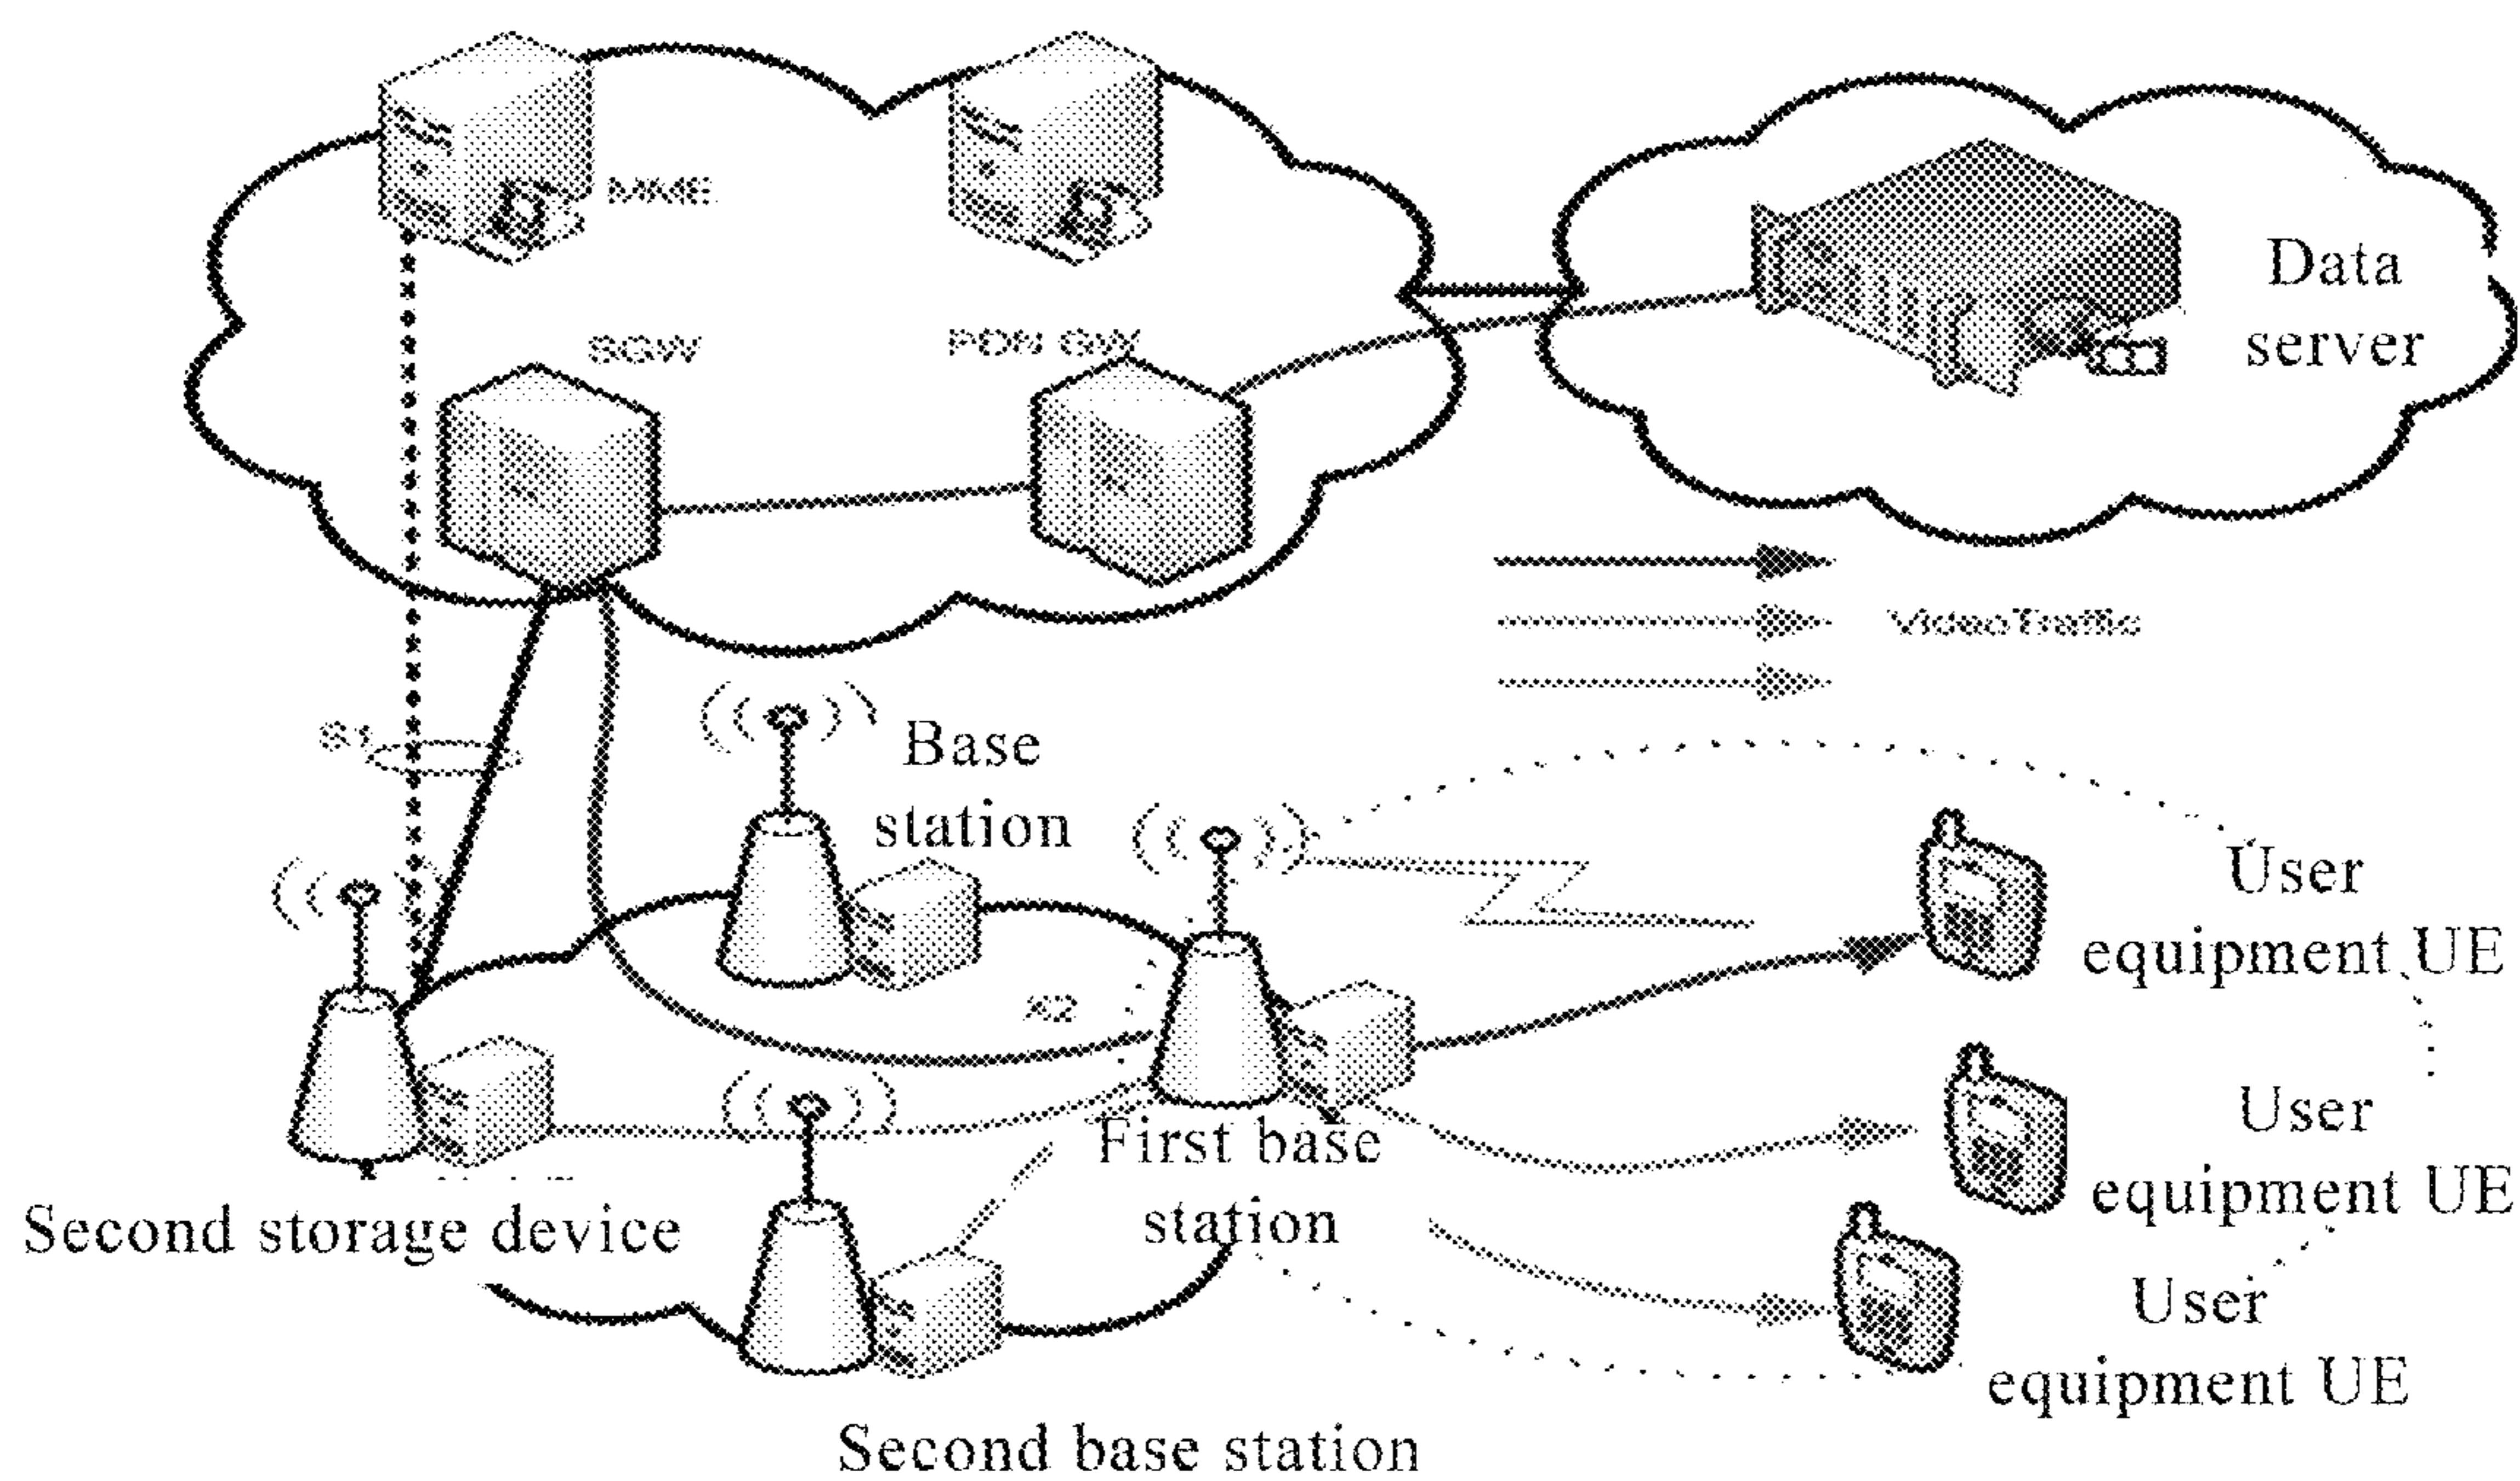 MME
Data
server
SGW
PDN GW
VideoTraffic
S1
Base
station
User
equipment UE
X2
User
equipment UE
First base
station
Second storage device
User
equipment UE
Second base station